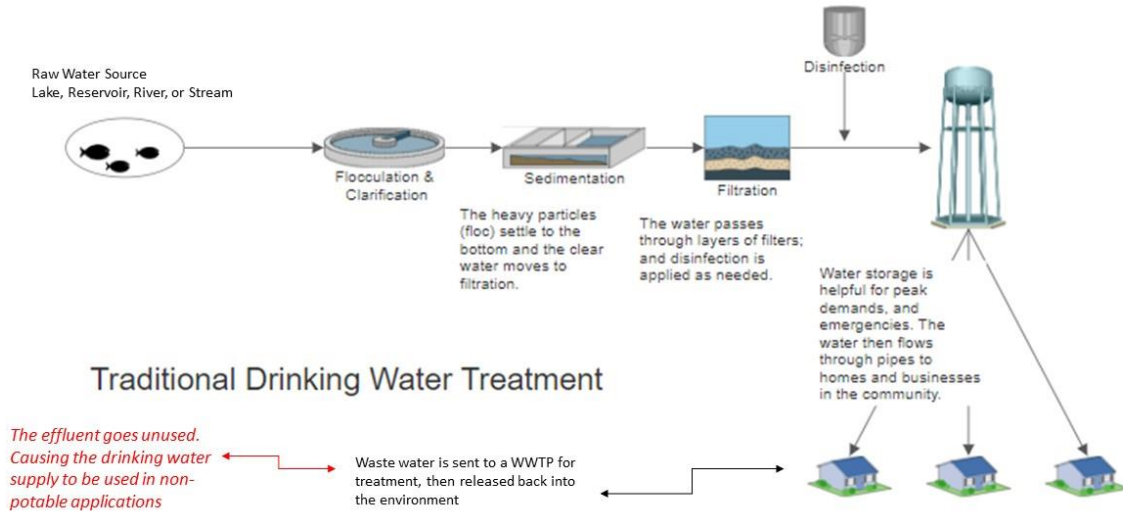 Raw Water Source
Lake, Reservoir, River, or Stream
Disinfection
Flocculation &
Clarification
Sedimentation
Filtration
The heavy particles
(floc) settle to the
bottom and the clear
water moves to
filtration.
The water passes
through layers of filters;
and disinfection is
applied as needed.
Water storage is
helpful for peak
demands, and
emergencies. The
water then flows
through pipes to
homes and businesses
in the community.
Traditional Drinking Water Treatment
The effluent goes unused.
Causing the drinking water
supply to be used in non-
potable applications
Waste water is sent to a WWTP for
treatment, then released back into
the environment